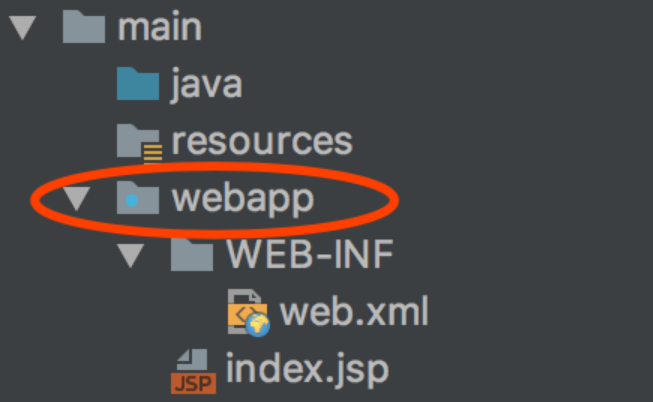 main
java
resources
webapp
WEB-INF
web.xml
index.jsp
JSP